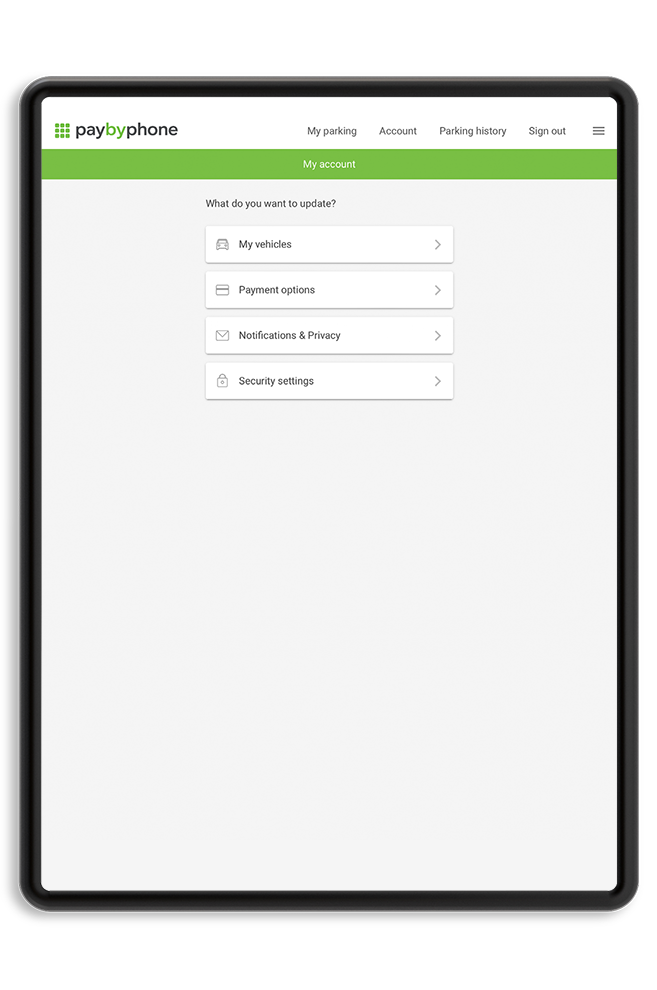 paybyphone
My parking Account Parking history Sign out
My account
What do you want to update?
My vehicles
Payment options
Notifications & Privacy
Security settings